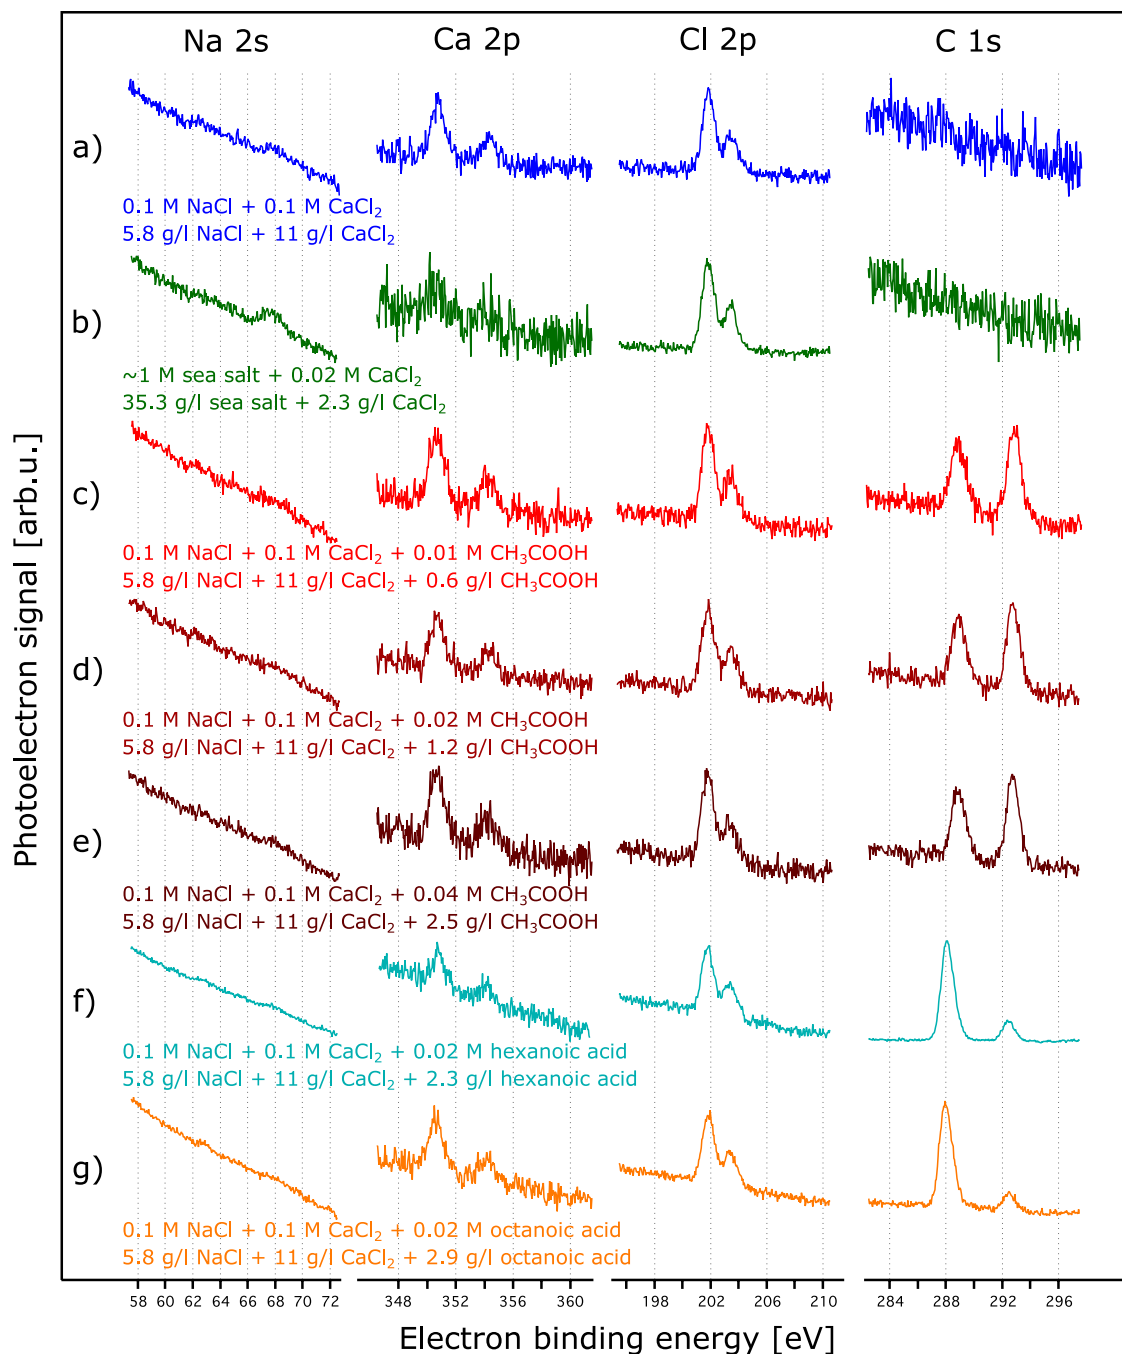 Na 2s Ca 2p Cl 2p C 1s
a)
0.1 M NaCl + 0.1 M CaCl₂
5.8 g/l NaCl + 11 g/l CaCl₂
b)
~1 M sea salt + 0.02 M CaCl₂
35.3 g/l sea salt + 2.3 g/l CaCl₂
c)
0.1 M NaCl + 0.1 M CaCl₂ + 0.01 M CH₃COOH
5.8 g/l NaCl + 11 g/l CaCl₂ + 0.6 g/l CH₃COOH
d)
0.1 M NaCl + 0.1 M CaCl₂ + 0.02 M CH₃COOH
5.8 g/l NaCl + 11 g/l CaCl₂ + 1.2 g/l CH₃COOH
e)
0.1 M NaCl + 0.1 M CaCl₂ + 0.04 M CH₃COOH
5.8 g/l NaCl + 11 g/l CaCl₂ + 2.5 g/l CH₃COOH
f)
0.1 M NaCl + 0.1 M CaCl₂ + 0.02 M hexanoic acid
5.8 g/l NaCl + 11 g/l CaCl₂ + 2.3 g/l hexanoic acid
g)
0.1 M NaCl + 0.1 M CaCl₂ + 0.02 M octanoic acid
5.8 g/l NaCl + 11 g/l CaCl₂ + 2.9 g/l octanoic acid
58 60 62 64 66 68 70 72 348 352 356 360 198 202 206 210 284 288 292 296
Electron binding energy [eV]
Photoelectron signal [arb.u.]